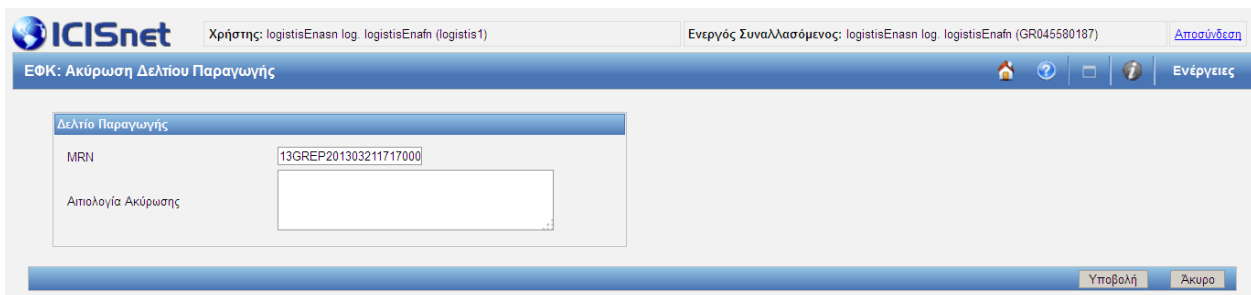 ICISnet
Χρήστης: logistisEnasn log. logistisEnafn (logistis1)
Ενεργός Συναλλασόμενος: logistisEnasn log. logistisEnafn (GR045580187)
Αποσύνδεση
ΕΦΚ: Ακύρωση Δελτίου Παραγωγής
Ενέργειες
Δελτίο Παραγωγής
MRN
13GREP201303211717000
Αιτιολογία Ακύρωσης
Υποβολή
Άκυρο